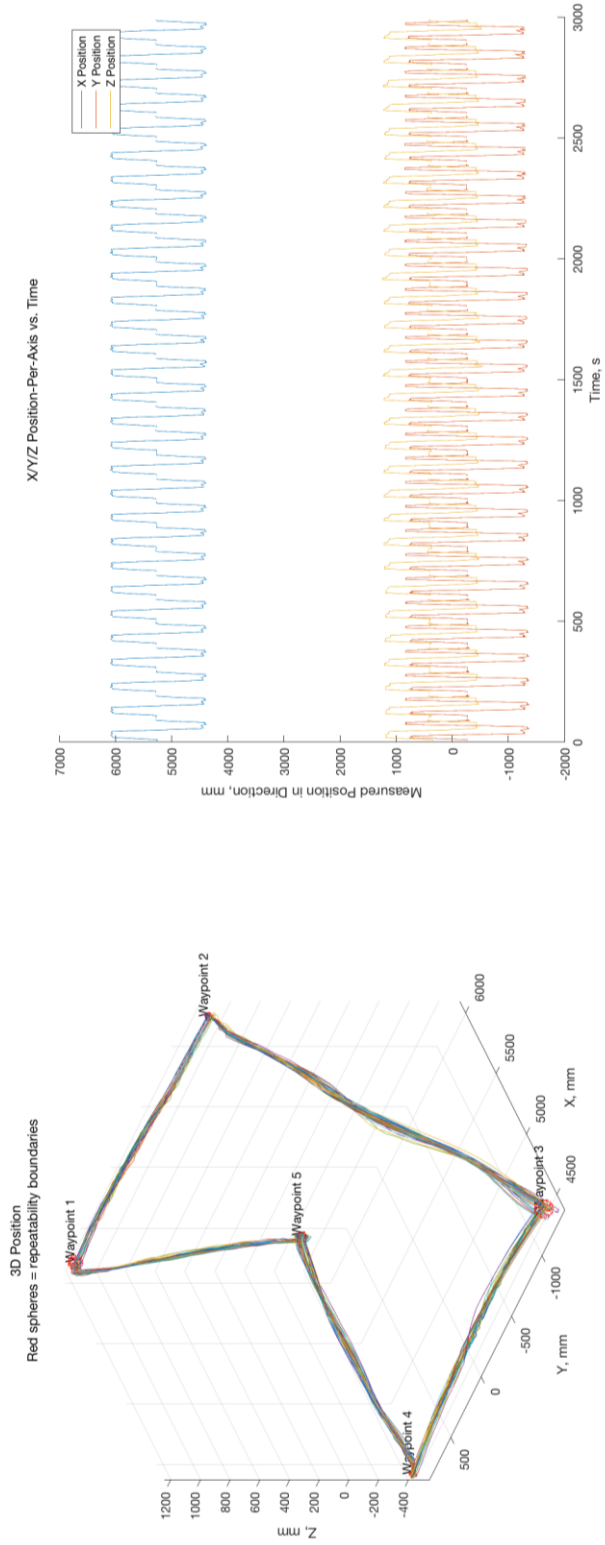 3D Position
Red spheres = repeatability boundaries
Waypoint 1
Waypoint 2
Waypoint 5
Waypoint 4
Waypoint 3
1200
1000
800
600
400
200
0
-200
-400
Z, mm
500
0
-500
-1000
Y, mm
4500
5000
5500
6000
X, mm
X/Y/Z Position-Per-Axis vs. Time
X Position
Y Position
Z Position
7000
6000
5000
4000
3000
2000
1000
0
-1000
-2000
Measured Position in Direction, mm
0
500
1000
1500
2000
2500
3000
Time, s